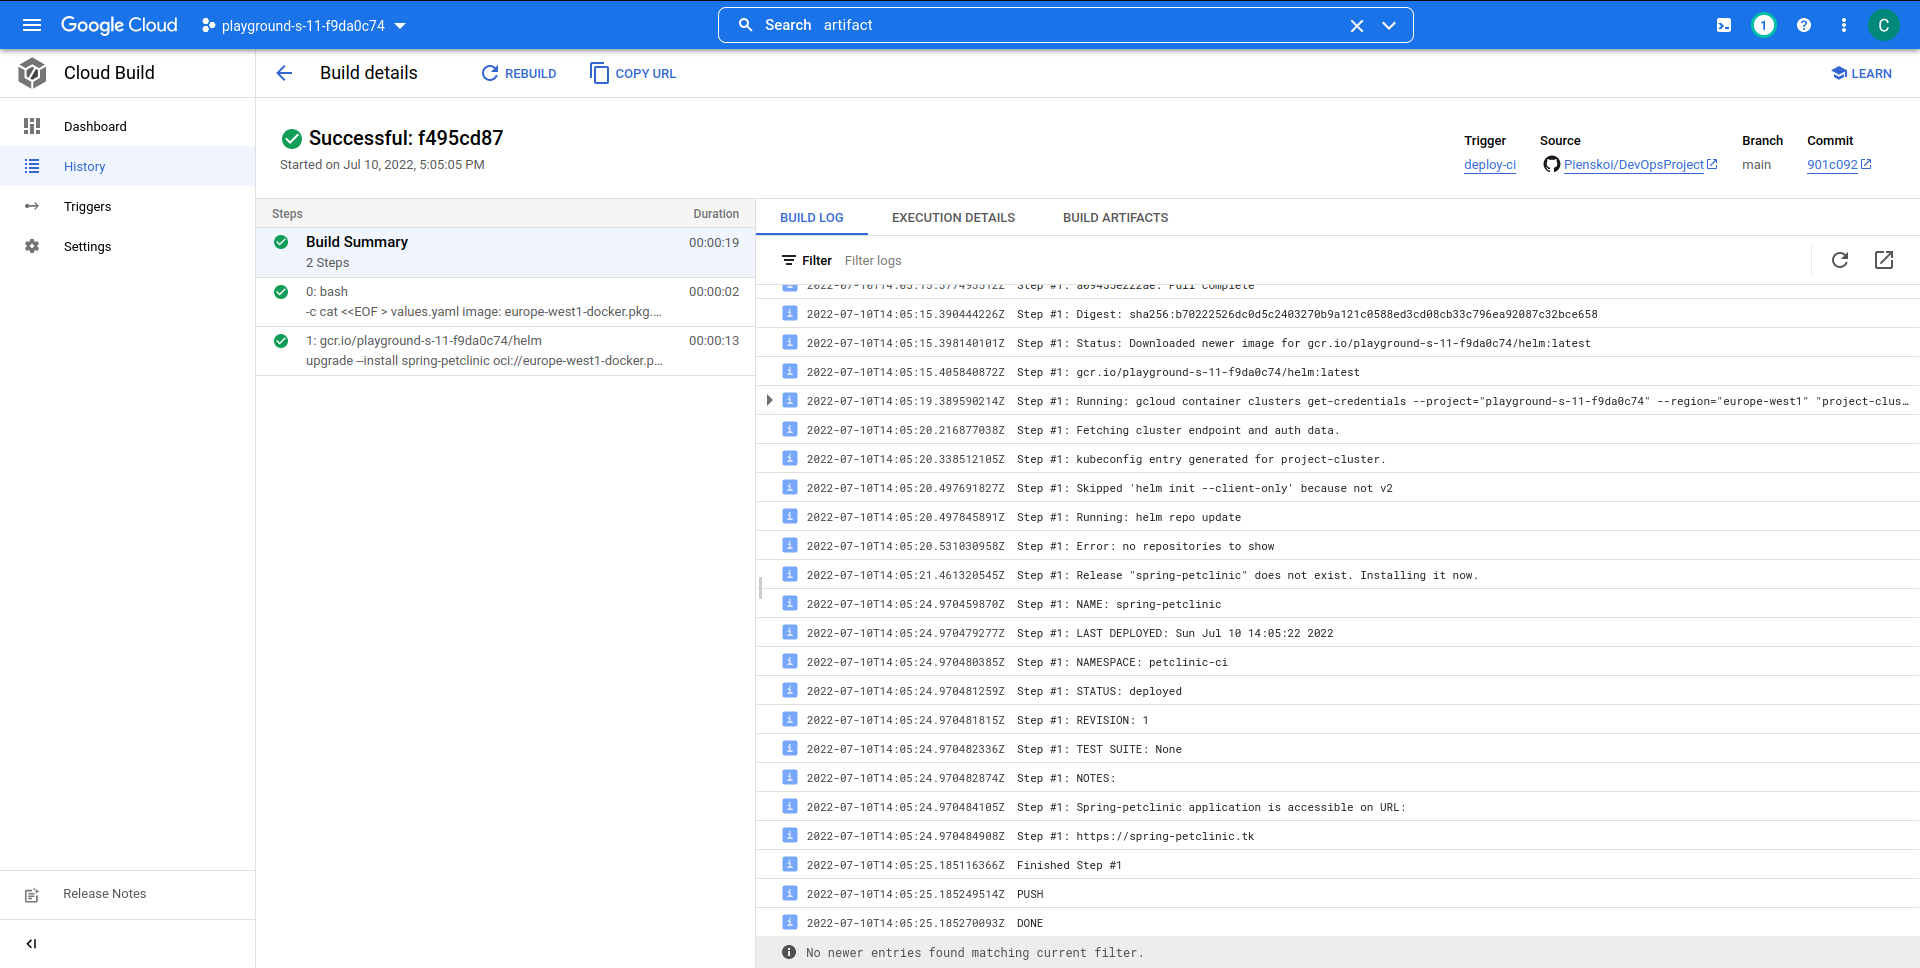 Google Cloud
playground-s-11-f9da0c74
Search artifact
1
C
Cloud Build
Build details
REBUILD
COPY URL
LEARN
Dashboard
History
Triggers
Settings
Release Notes
Successful: f495cd87
Started on Jul 10, 2022, 5:05:05 PM
Trigger
deploy-ci
Source
Pienskoi/DevOpsProject
Branch
main
Commit
901c092
Steps Duration
Build Summary 00:00:19
2 Steps
0: bash 00:00:02
-c cat <<EOF > values.yaml image: europe-west1-docker.pkg.…
1: gcr.io/playground-s-11-f9da0c74/helm 00:00:13
upgrade --install spring-petclinic oci://europe-west1-docker.p…
BUILD LOG EXECUTION DETAILS BUILD ARTIFACTS
Filter Filter logs
Step #1: Pull complete
2022-07-10T14:05:15.390444226Z Step #1: Digest: sha256:b70222526dc0d5c2403270b9a121c0588ed3cd08cb33c796ea92087c32bce658
2022-07-10T14:05:15.398140101Z Step #1: Status: Downloaded newer image for gcr.io/playground-s-11-f9da0c74/helm:latest
2022-07-10T14:05:15.405840872Z Step #1: gcr.io/playground-s-11-f9da0c74/helm:latest
2022-07-10T14:05:19.389590214Z Step #1: Running: gcloud container clusters get-credentials --project="playground-s-11-f9da0c74" --region="europe-west1" "project-clus…
2022-07-10T14:05:20.216877038Z Step #1: Fetching cluster endpoint and auth data.
2022-07-10T14:05:20.338512105Z Step #1: kubeconfig entry generated for project-cluster.
2022-07-10T14:05:20.497691827Z Step #1: Skipped 'helm init --client-only' because not v2
2022-07-10T14:05:20.497845891Z Step #1: Running: helm repo update
2022-07-10T14:05:20.531030958Z Step #1: Error: no repositories to show
2022-07-10T14:05:21.461320545Z Step #1: Release "spring-petclinic" does not exist. Installing it now.
2022-07-10T14:05:24.970459870Z Step #1: NAME: spring-petclinic
2022-07-10T14:05:24.970479277Z Step #1: LAST DEPLOYED: Sun Jul 10 14:05:22 2022
2022-07-10T14:05:24.970480385Z Step #1: NAMESPACE: petclinic-ci
2022-07-10T14:05:24.970481259Z Step #1: STATUS: deployed
2022-07-10T14:05:24.970481815Z Step #1: REVISION: 1
2022-07-10T14:05:24.970482336Z Step #1: TEST SUITE: None
2022-07-10T14:05:24.970482874Z Step #1: NOTES:
2022-07-10T14:05:24.970484105Z Step #1: Spring-petclinic application is accessible on URL:
2022-07-10T14:05:24.970484908Z Step #1: https://spring-petclinic.tk
2022-07-10T14:05:25.185116366Z Finished Step #1
2022-07-10T14:05:25.185249514Z PUSH
2022-07-10T14:05:25.185270093Z DONE
No newer entries found matching current filter.